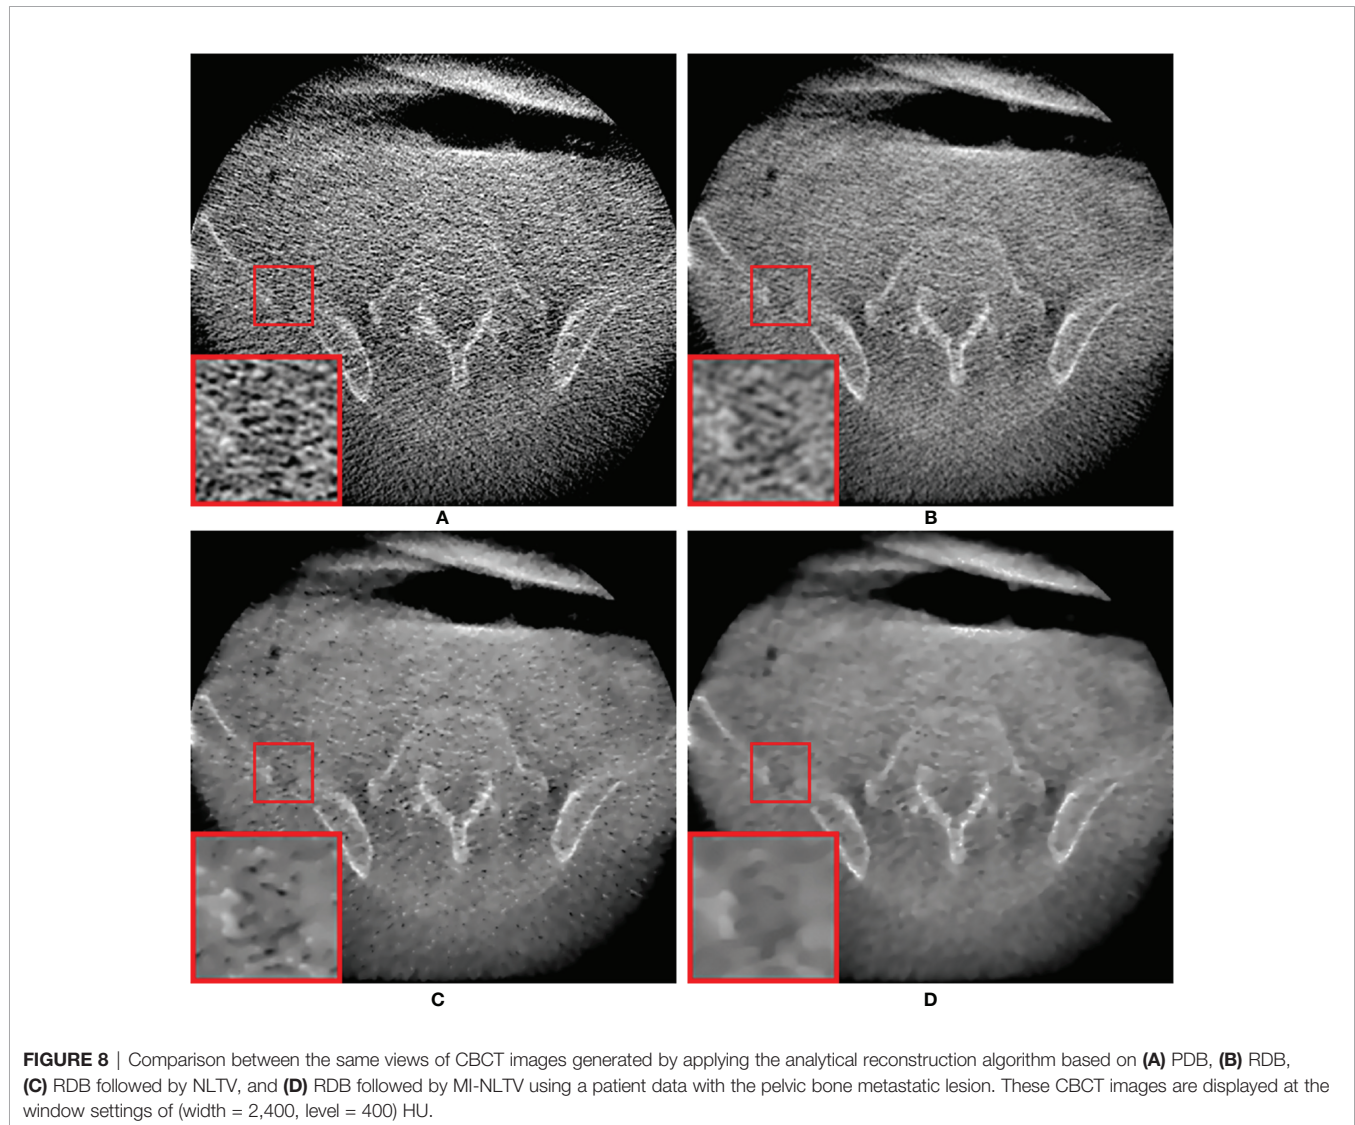 A
B
C
D
FIGURE 8 | Comparison between the same views of CBCT images generated by applying the analytical reconstruction algorithm based on (A) PDB, (B) RDB,
(C) RDB followed by NLTV, and (D) RDB followed by MI-NLTV using a patient data with the pelvic bone metastatic lesion. These CBCT images are displayed at the
window settings of (width = 2,400, level = 400) HU.